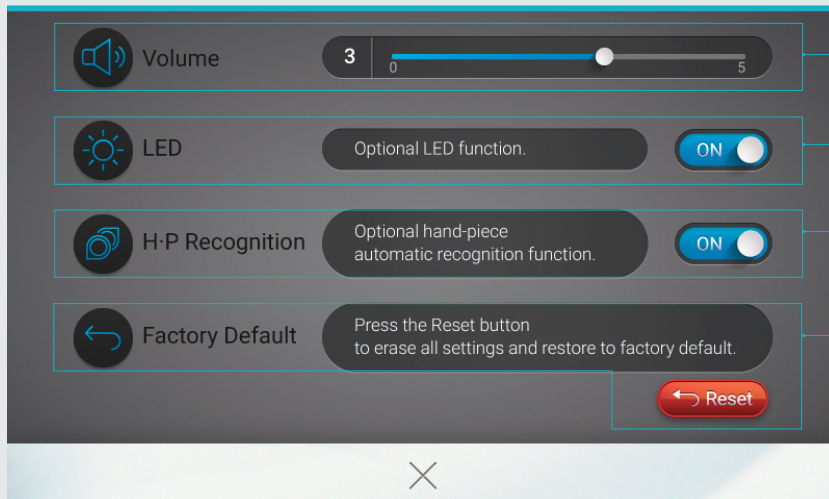 Volume
3
0
5
LED
Optional LED function.
ON
H·P Recognition
Optional hand-piece
automatic recognition function.
ON
Factory Default
Press the Reset button
to erase all settings and restore to factory default.
Reset